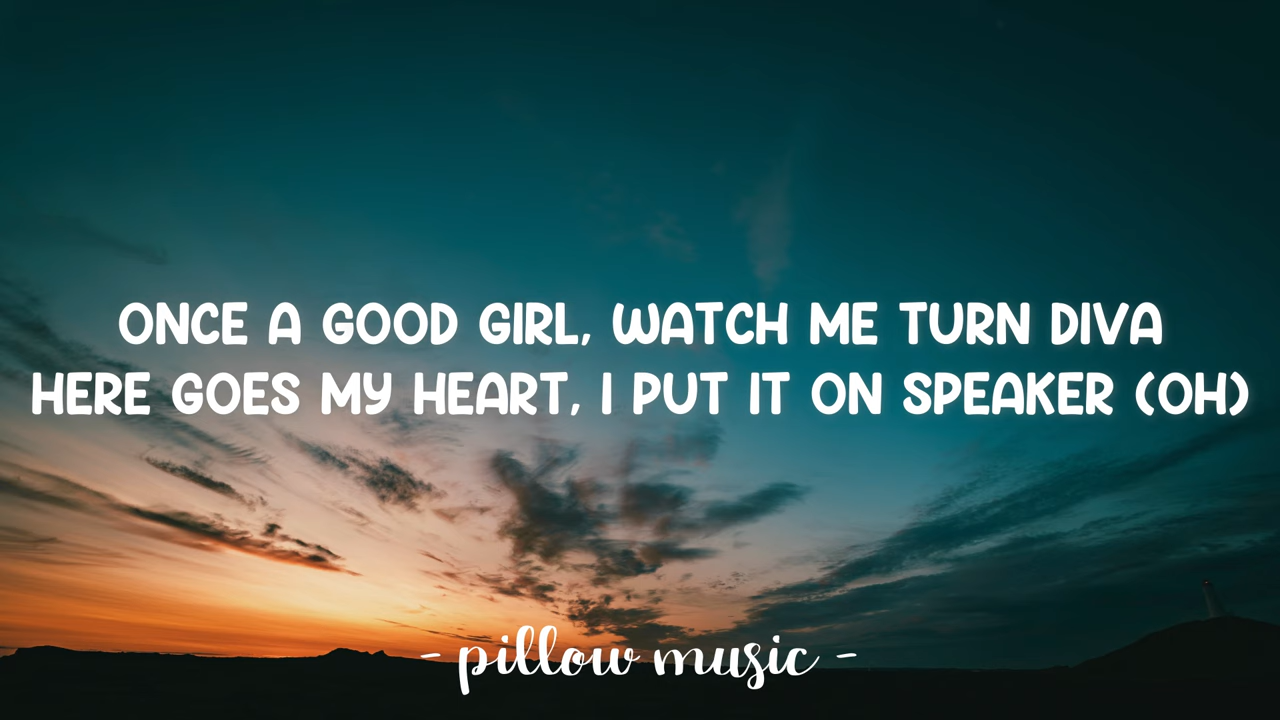 ONCE A GOOD GIRL, WATCH ME TURN DIVA
HERE GOES MY HEART, I PUT IT ON SPEAKER (OH)
- pillow music -